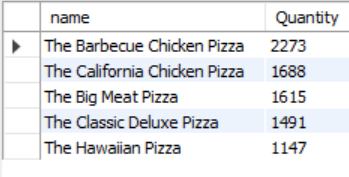 name Quantity
The Barbecue Chicken Pizza 2273
The California Chicken Pizza 1688
The Big Meat Pizza 1615
The Classic Deluxe Pizza 1491
The Hawaiian Pizza 1147